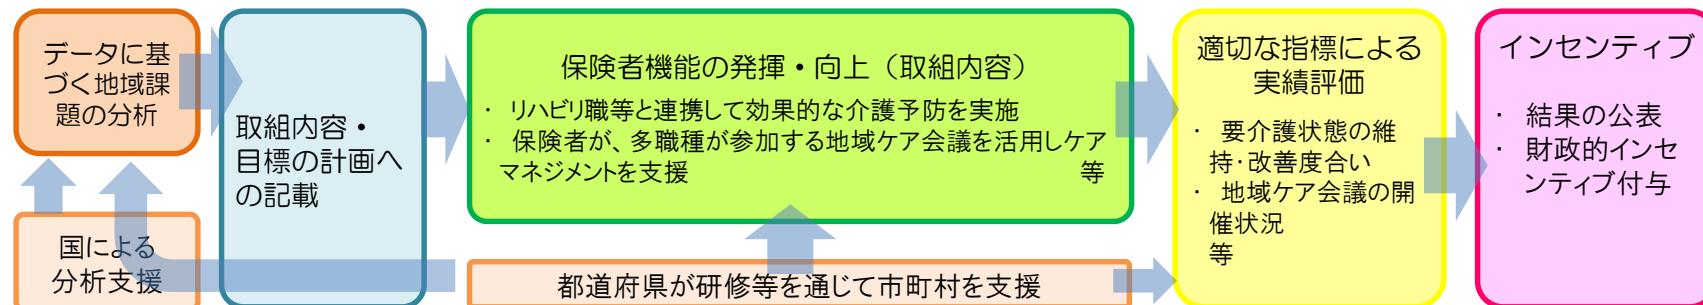 データに基
づく地域課
題の分析
国による
分析支援
取組内容・
目標の計画へ
の記載
保険者機能の発揮・向上（取組内容）
・ リハビリ職等と連携して効果的な介護予防を実施
・ 保険者が、多職種が参加する地域ケア会議を活用しケア
マネジメントを支援 等
都道府県が研修等を通じて市町村を支援
適切な指標による
実績評価
・ 要介護状態の維
持・改善度合い
・ 地域ケア会議の開
催状況
等
インセンティブ
・ 結果の公表
・ 財政的インセ
ンティブ付与